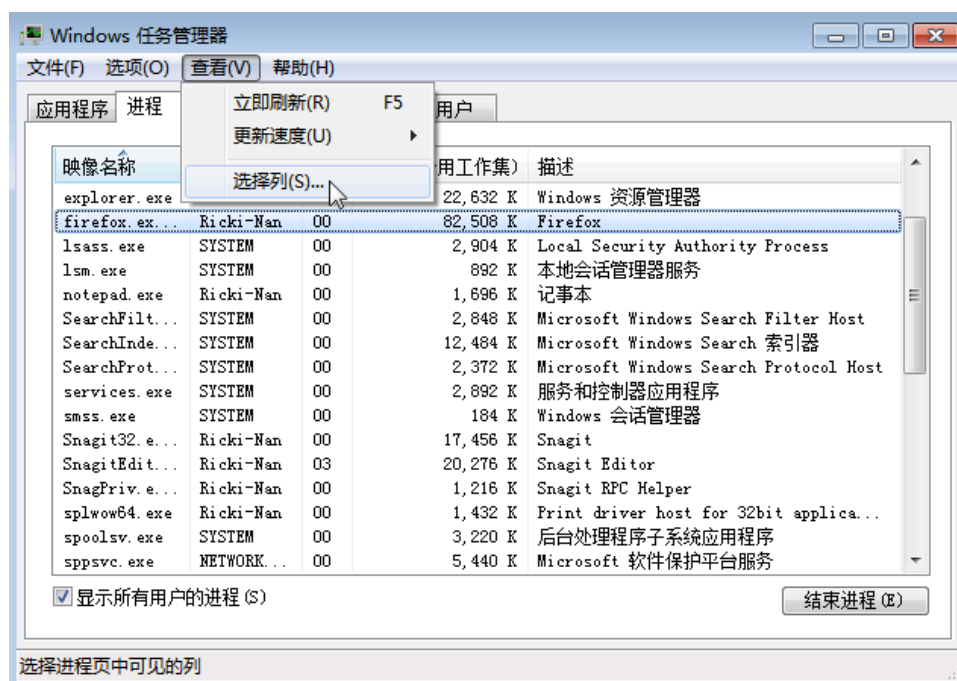 Windows 任务管理器
文件(F) 选项(O) 查看(V) 帮助(H)
立即刷新(R) F5
更新速度(U)
选择列(S)...
应用程序 进程 用户
映像名称 用工作集) 描述
explorer.exe 22,632 K Windows 资源管理器
firefox.ex... Ricki-Nan 00 82,508 K Firefox
lsass.exe SYSTEM 00 2,904 K Local Security Authority Process
lsm.exe SYSTEM 00 892 K 本地会话管理器服务
notepad.exe Ricki-Nan 00 1,696 K 记事本
SearchFilt... SYSTEM 00 2,848 K Microsoft Windows Search Filter Host
SearchInde... SYSTEM 00 12,484 K Microsoft Windows Search 索引器
SearchProt... SYSTEM 00 2,372 K Microsoft Windows Search Protocol Host
services.exe SYSTEM 00 2,892 K 服务和控制器应用程序
smss.exe SYSTEM 00 184 K Windows 会话管理器
Snagit32.e... Ricki-Nan 00 17,456 K Snagit
SnagitEdit... Ricki-Nan 03 20,276 K Snagit Editor
SnagPriv.e... Ricki-Nan 00 1,216 K Snagit RPC Helper
splwow64.exe Ricki-Nan 00 1,432 K Print driver host for 32bit applica...
spoolsv.exe SYSTEM 00 3,220 K 后台处理程序子系统应用程序
sppsvc.exe NETWORK... 00 5,440 K Microsoft 软件保护平台服务
显示所有用户的进程(S) 结束进程(E)
选择进程页中可见的列